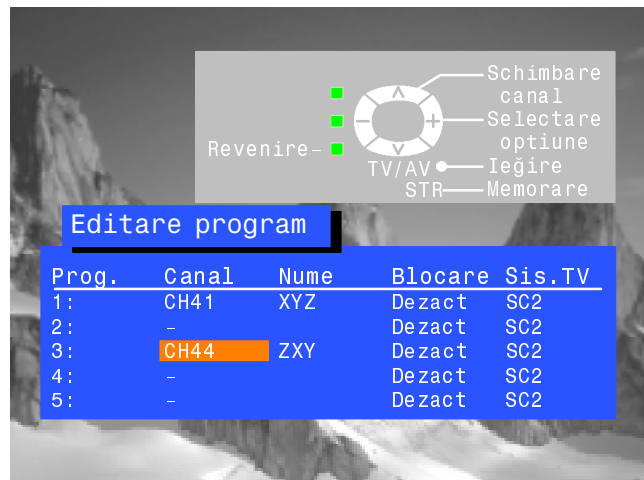 Schimbare
canal
Selectare
optiune
Revenire–
TV/AV
Ieğire
STR
Memorare
Editare program
Prog. Canal Nume Blocare Sis.TV
1: CH41 XYZ Dezact SC2
2: – Dezact SC2
3: CH44 ZXY Dezact SC2
4: – Dezact SC2
5: – Dezact SC2